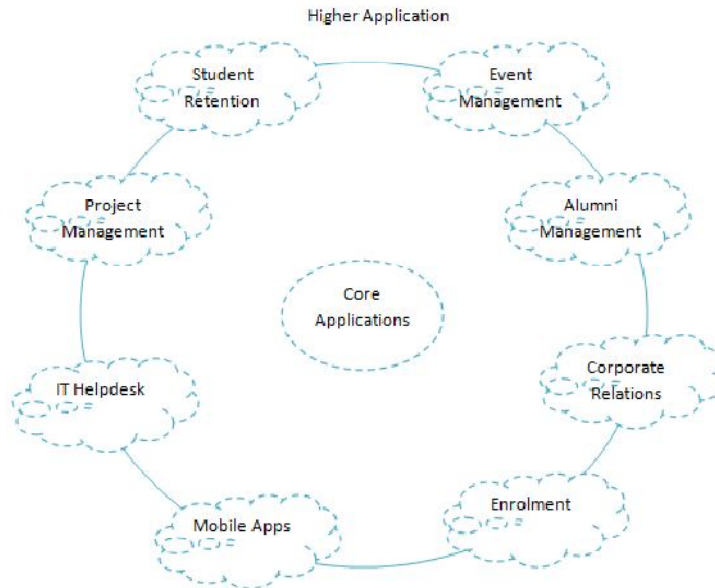 Higher Application
Student
Retention
Event
Management
Project
Management
Alumni
Management
Core
Applications
IT Helpdesk
Corporate
Relations
Mobile Apps
Enrolment